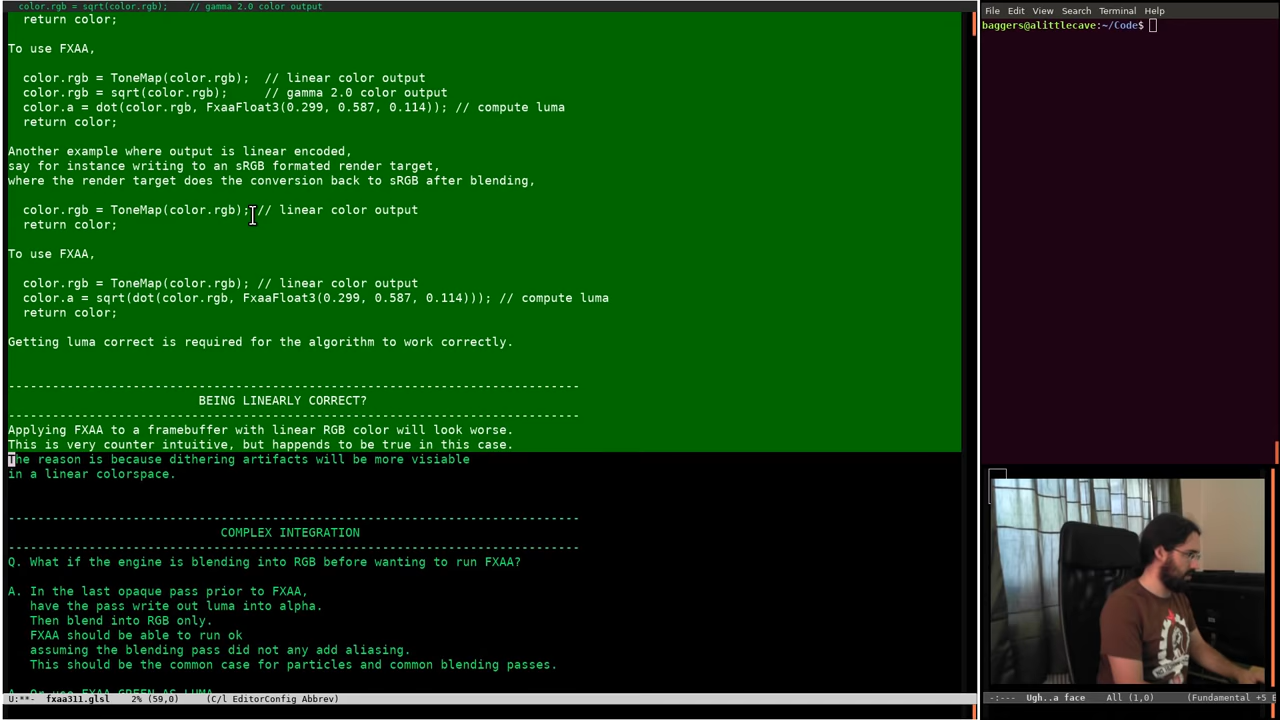 color.rgb = sqrt(color.rgb);    // gamma 2.0 color output
  return color;
To use FXAA,
  color.rgb = ToneMap(color.rgb);  // linear color output
  color.rgb = sqrt(color.rgb);     // gamma 2.0 color output
  color.a = dot(color.rgb, FxaaFloat3(0.299, 0.587, 0.114)); // compute luma
  return color;
Another example where output is linear encoded,
say for instance writing to an sRGB formated render target,
where the render target does the conversion back to sRGB after blending,
  color.rgb = ToneMap(color.rgb); // linear color output
  return color;
To use FXAA,
  color.rgb = ToneMap(color.rgb); // linear color output
  color.a = sqrt(dot(color.rgb, FxaaFloat3(0.299, 0.587, 0.114))); // compute luma
  return color;
Getting luma correct is required for the algorithm to work correctly.
------------------------------------------------------------------------------
                          BEING LINEARLY CORRECT?
------------------------------------------------------------------------------
Applying FXAA to a framebuffer with linear RGB color will look worse.
This is very counter intuitive, but happends to be true in this case.
The reason is because dithering artifacts will be more visiable
in a linear colorspace.
------------------------------------------------------------------------------
                             COMPLEX INTEGRATION
------------------------------------------------------------------------------
Q. What if the engine is blending into RGB before wanting to run FXAA?
A. In the last opaque pass prior to FXAA,
   have the pass write out luma into alpha.
   Then blend into RGB only.
   FXAA should be able to run ok
   assuming the blending pass did not any add aliasing.
   This should be the common case for particles and common blending passes.
A. Or use FXAA_GREEN_AS_LUMA.
U:**-  fxaa311.glsl   2% (59,0)     (C/l EditorConfig Abbrev)
File Edit View Search Terminal Help
baggers@alittlecave:~/Code$
-:---  Ugh..a face    All (1,0)      (Fundamental +5 E